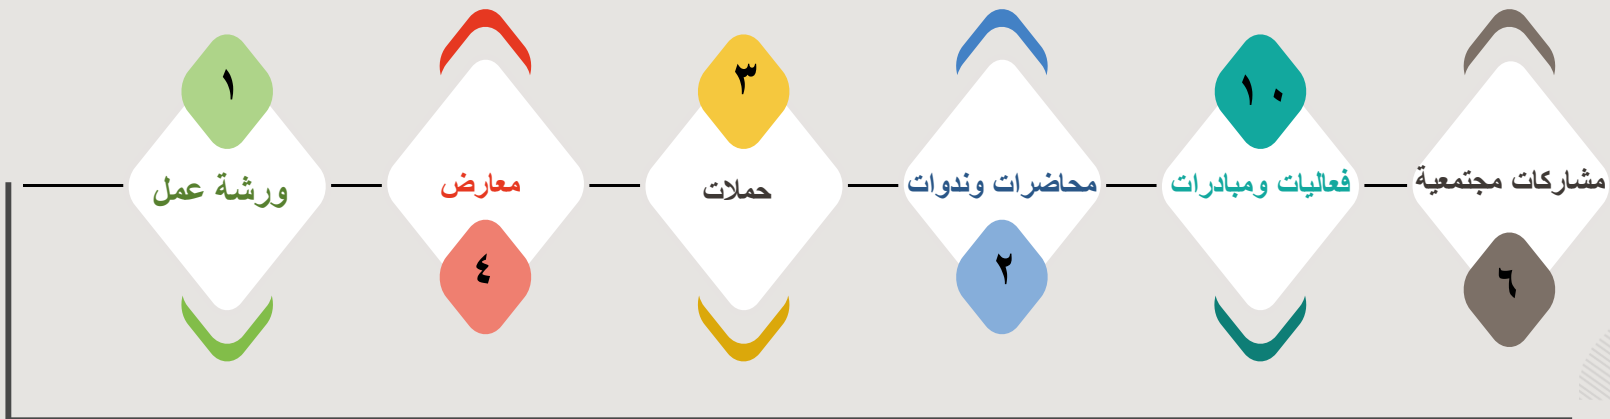 مشاركات مجتمعية
٦
١٠
فعاليات ومبادرات
محاضرات وندوات
٢
٣
حملات
معارض
٤
١
ورشة عمل